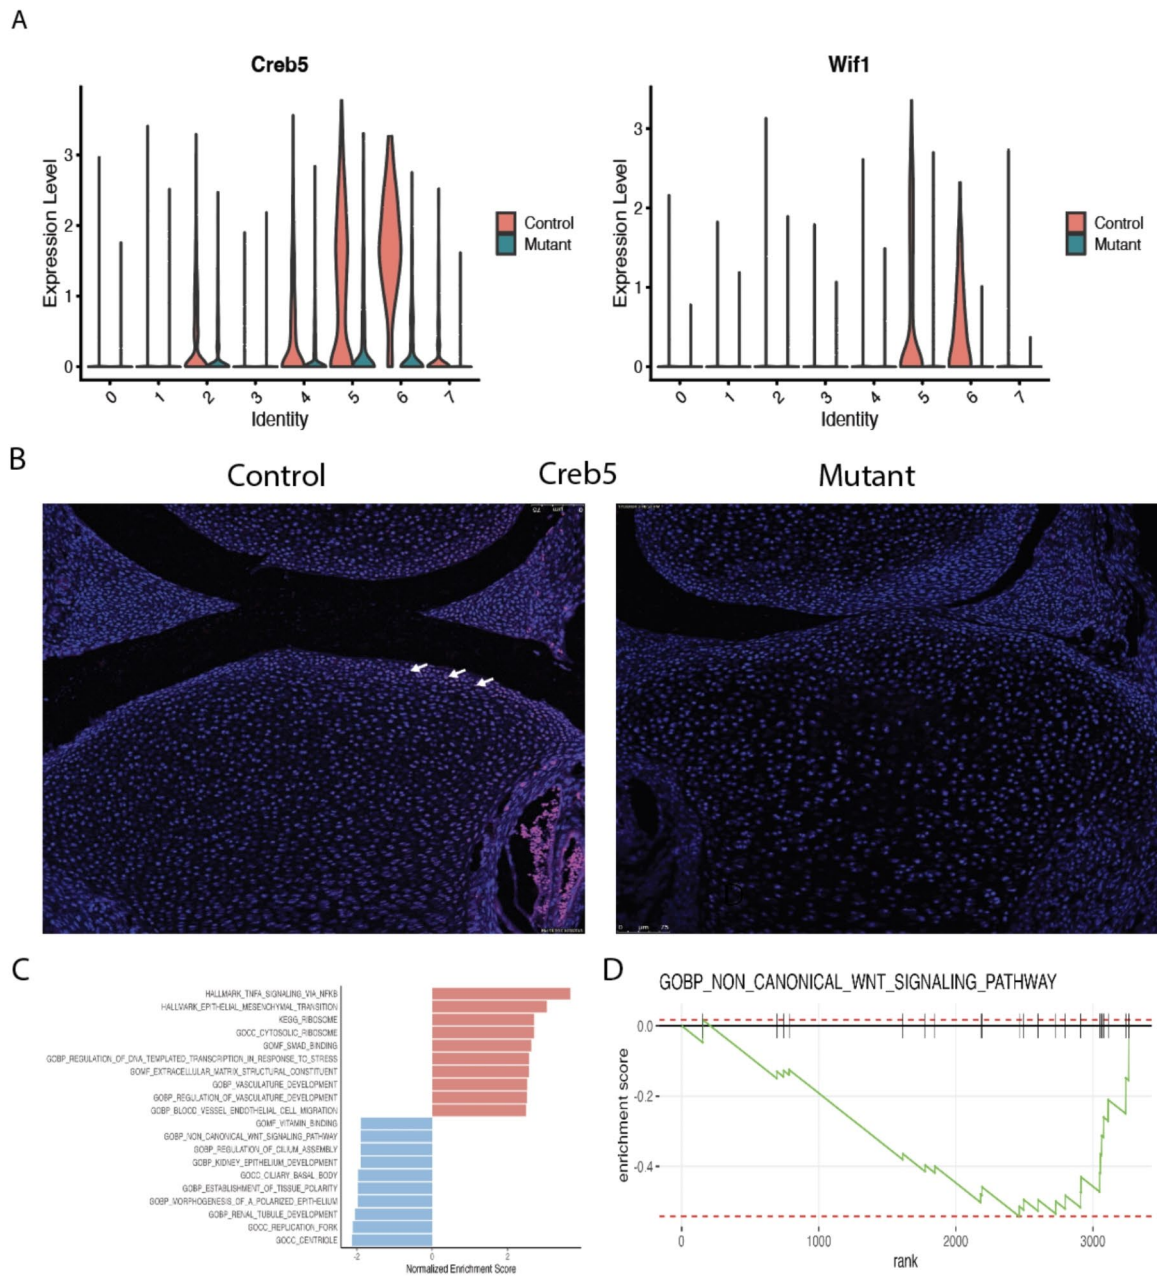 A
Creb5
Expression Level
3
2
1
0
0 1 2 3 4 5 6 7
Identity
Control
Mutant
Wif1
Expression Level
3
2
1
0
0 1 2 3 4 5 6 7
Identity
Control
Mutant
B
Control Creb5 Mutant
0 µm 75
C
HALLMARK_TNFA_SIGNALING_VIA_NFKB
HALLMARK_EPITHELIAL_MESENCHYMAL_TRANSITION
KEGG_RIBOSOME
GOCC_CYTOSOLIC_RIBOSOME
GOMF_SMAD_BINDING
GOBP_REGULATION_OF_DNA_TEMPLATED_TRANSCRIPTION_IN_RESPONSE_TO_STRESS
GOMF_EXTRACELLULAR_MATRIX_STRUCTURAL_CONSTITUENT
GOBP_VASCULATURE_DEVELOPMENT
GOBP_REGULATION_OF_VASCULATURE_DEVELOPMENT
GOBP_BLOOD_VESSEL_ENDOTHELIAL_CELL_MIGRATION
GOMF_VITAMIN_BINDING
GOBP_NON_CANONICAL_WNT_SIGNALING_PATHWAY
GOBP_REGULATION_OF_CILIUM_ASSEMBLY
GOBP_KIDNEY_EPITHELIUM_DEVELOPMENT
GOCC_CILIARY_BASAL_BODY
GOBP_ESTABLISHMENT_OF_TISSUE_POLARITY
GOBP_MORPHOGENESIS_OF_A_POLARIZED_EPITHELIUM
GOBP_RENAL_TUBULE_DEVELOPMENT
GOCC_REPLICATION_FORK
GOCC_CENTRIOLE
-2 0 2
Normalized Enrichment Score
D
GOBP_NON_CANONICAL_WNT_SIGNALING_PATHWAY
enrichment score
0.0
-0.2
-0.4
0 1000 2000 3000
rank